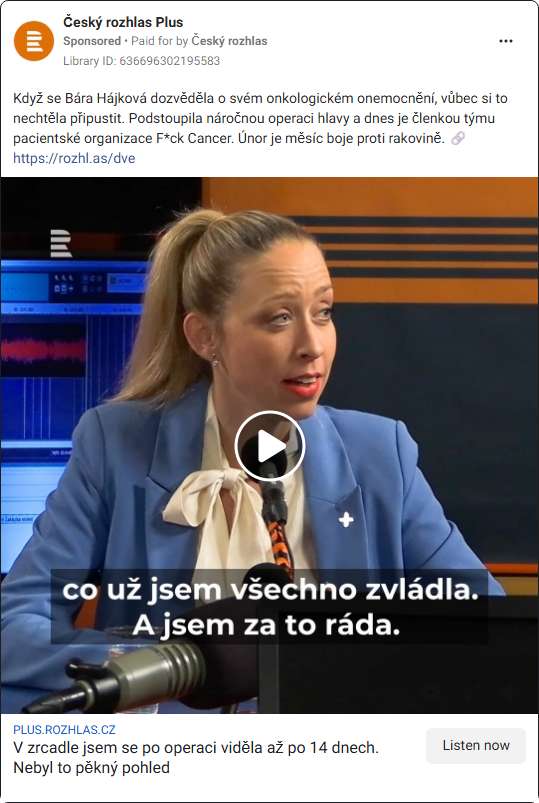 Český rozhlas Plus
Sponsored • Paid for by Český rozhlas
Library ID: 636696302195583
Když se Bára Hájková dozvěděla o svém onkologickém onemocnění, vůbec si to
nechtěla připustit. Podstoupila náročnou operaci hlavy a dnes je členkou týmu
pacientské organizace F*ck Cancer. Únor je měsíc boje proti rakovině. 🔗
https://rozhl.as/dve
co už jsem všechno zvládla.
A jsem za to ráda.
PLUS.ROZHLAS.CZ
V zrcadle jsem se po operaci viděla až po 14 dnech.
Nebyl to pěkný pohled
Listen now